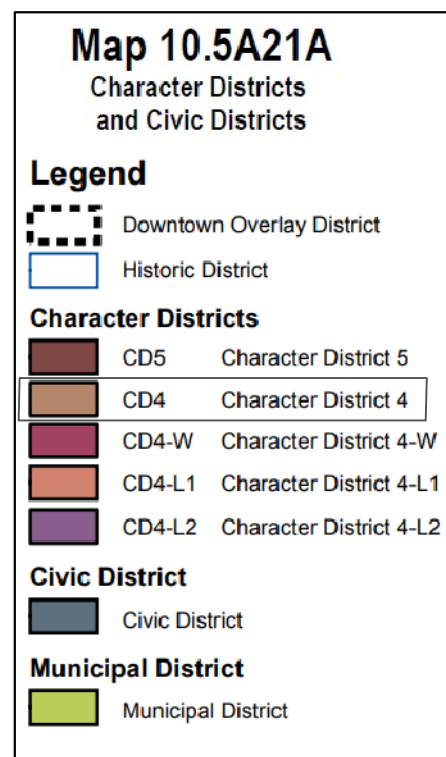 Map 10.5A21A
Character Districts
and Civic Districts
Legend
Downtown Overlay District
Historic District
Character Districts
CD5 Character District 5
CD4 Character District 4
CD4-W Character District 4-W
CD4-L1 Character District 4-L1
CD4-L2 Character District 4-L2
Civic District
Civic District
Municipal District
Municipal District